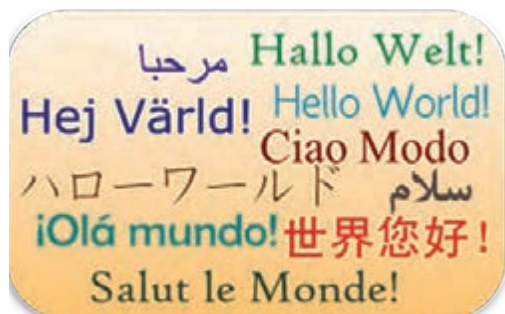 مرحبا
Hallo Welt!
Hej Värld!
Hello World!
Ciao Modo
ハローワールド
سلام
¡Olá mundo!
世界您好!
Salut le Monde!